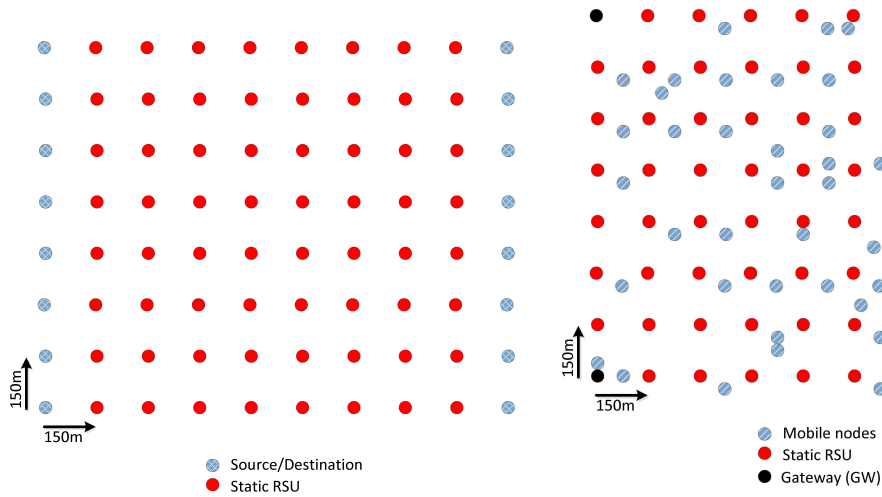 150m
150m
Source/Destination
Static RSU
150m
150m
Mobile nodes
Static RSU
Gateway (GW)